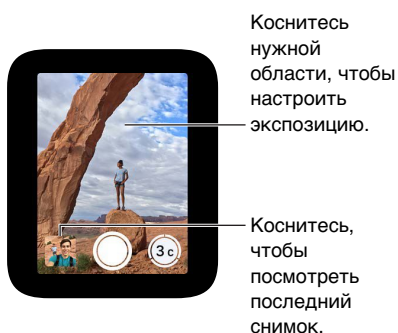 Коснитесь
нужной
области, чтобы
настроить
экспозицию.
3 с
Коснитесь,
чтобы
посмотреть
последний
снимок.